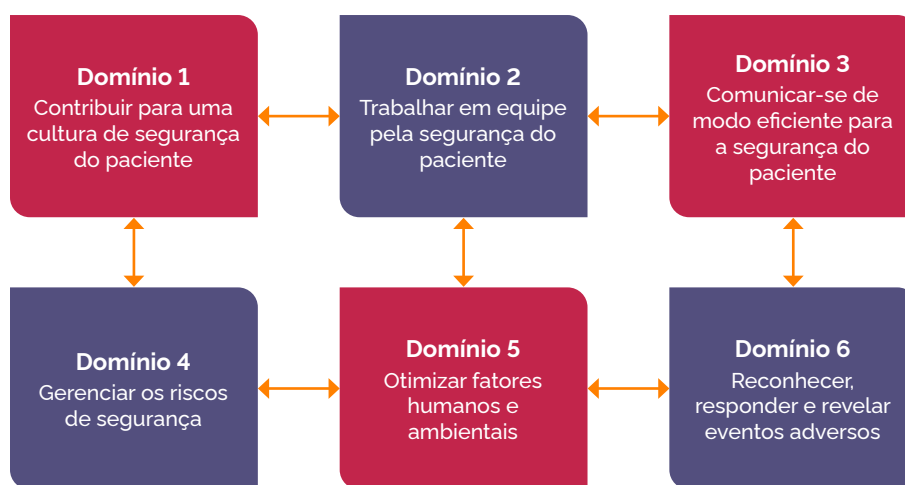 Domínio 1
Contribuir para uma
cultura de segurança
do paciente
Domínio 2
Trabalhar em equipe
pela segurança do
paciente
Domínio 3
Comunicar-se de
modo eficiente para
a segurança do
paciente
Domínio 4
Gerenciar os riscos
de segurança
Domínio 5
Otimizar fatores
humanos e
ambientais
Domínio 6
Reconhecer,
responder e revelar
eventos adversos